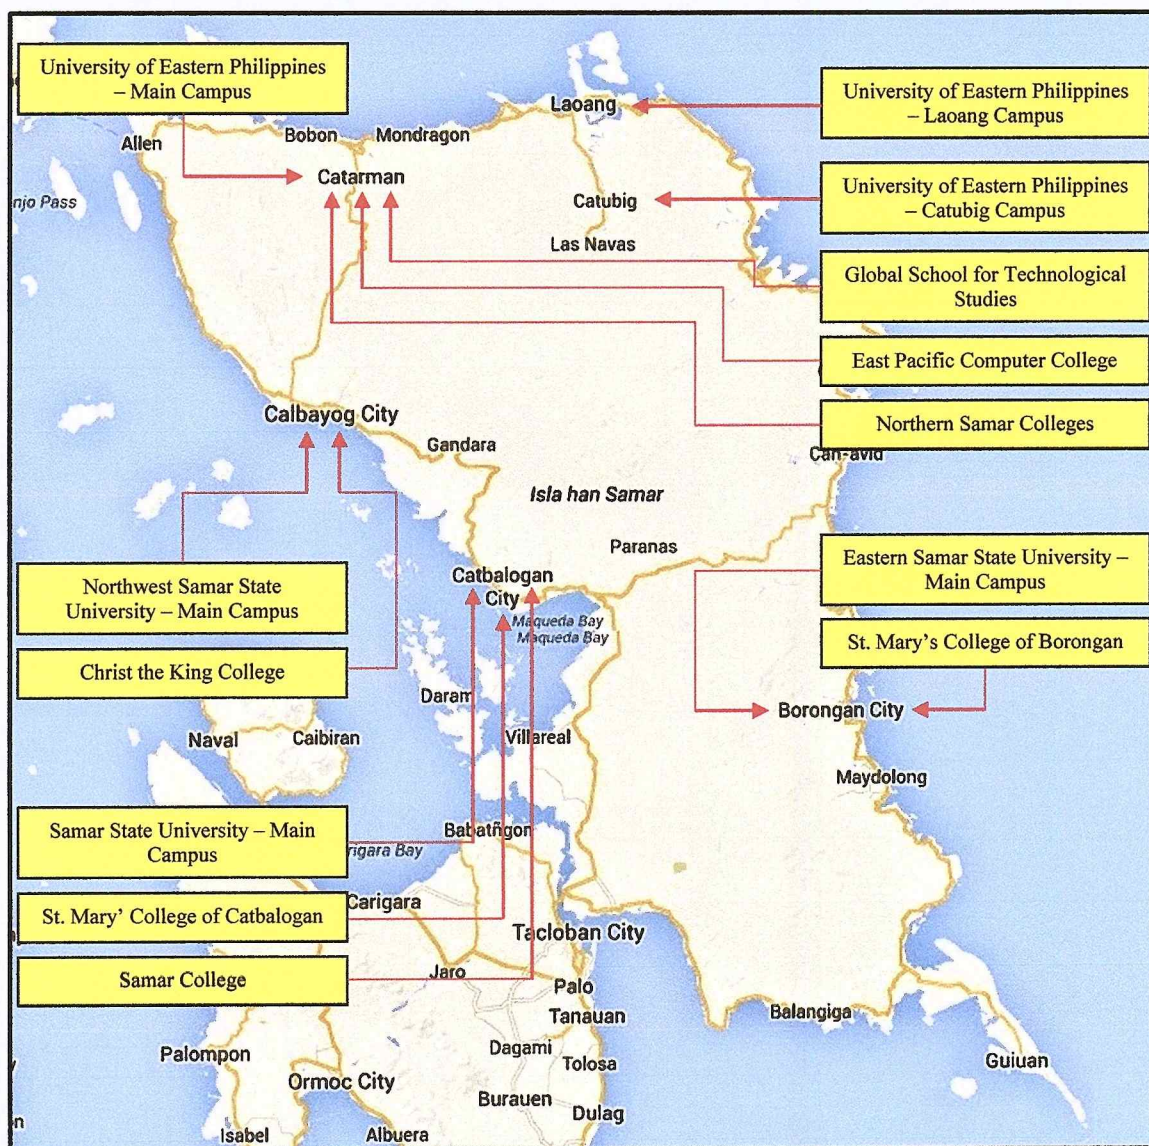 University of Eastern Philippines
– Main Campus
University of Eastern Philippines
– Laoang Campus
University of Eastern Philippines
– Catubig Campus
Global School for Technological
Studies
East Pacific Computer College
Northern Samar Colleges
Eastern Samar State University –
Main Campus
St. Mary's College of Borongan
Northwest Samar State
University – Main Campus
Christ the King College
Samar State University – Main
Campus
St. Mary' College of Catbalogan
Samar College
Laoang
Allen
Bobon
Mondragon
Catarman
njo Pass
Catubig
Las Navas
Calbayog City
Gandara
Can-avid
Isla han Samar
Paranas
Catbalogan
City
Maqueda Bay
Maqueda Bay
Daram
Borongan City
Naval
Caibiran
Villareal
Maydolong
Babatñgon
rigara Bay
Carigara
Tacloban City
Jaro
Palo
Tanauan
Balangiga
Dagami
Palompon
Tolosa
Guiuan
Ormoc City
Burauen
Dulag
Isabel
Albuera